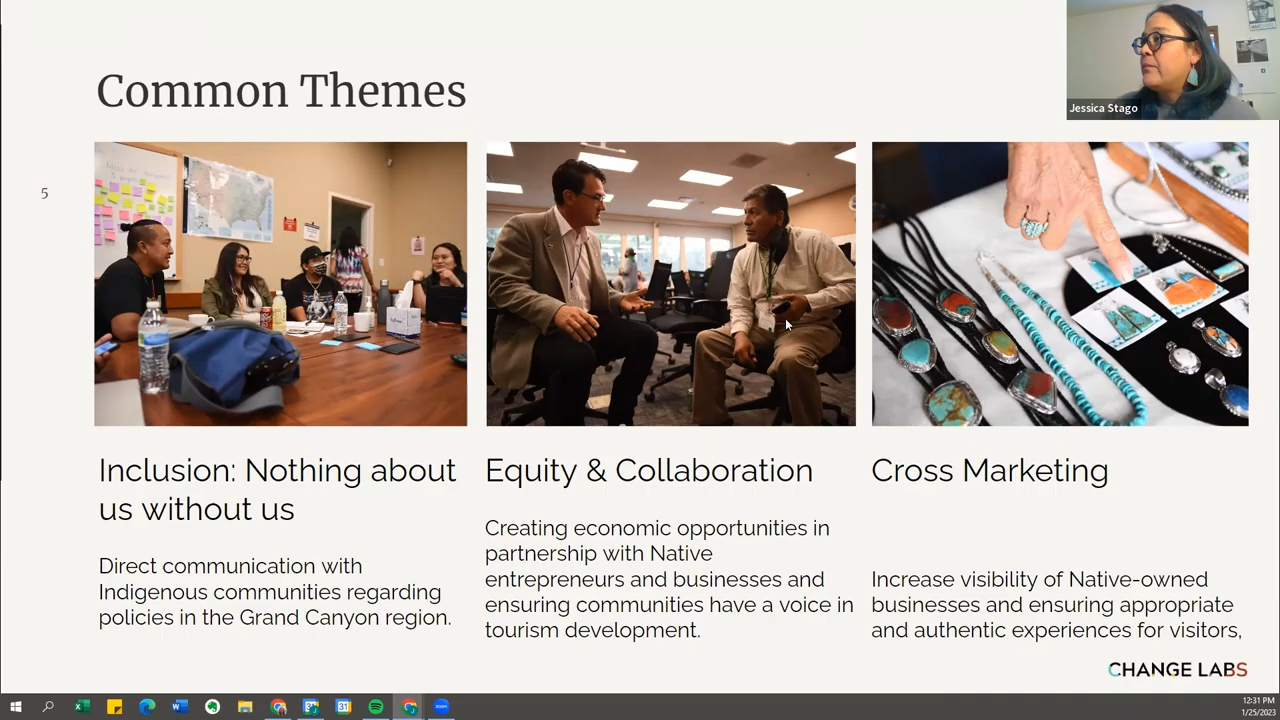 Common Themes
Jessica Stago
5
Inclusion: Nothing about
us without us
Direct communication with
Indigenous communities regarding
policies in the Grand Canyon region.
Equity & Collaboration
Creating economic opportunities in
partnership with Native
entrepreneurs and businesses and
ensuring communities have a voice in
tourism development.
Cross Marketing
Increase visibility of Native-owned
businesses and ensuring appropriate
and authentic experiences for visitors,
CHANGE LABS
12:31 PM
1/25/2023